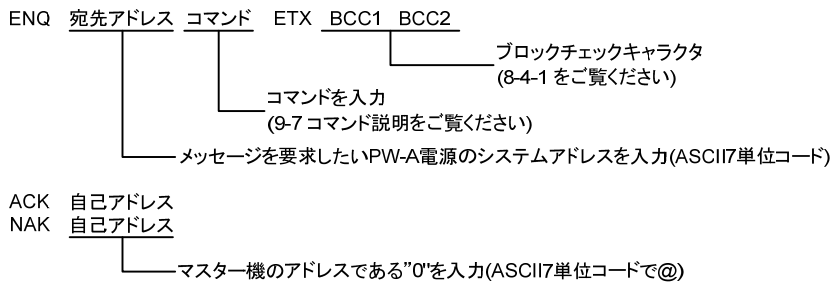 ENQ 宛先アドレス コマンド ETX BCC1 BCC2
ブロックチェックキャラクタ
(8-4-1をご覧ください)
コマンドを入力
(9-7コマンド説明をご覧ください)
メッセージを要求したいPW-A電源のシステムアドレスを入力(ASCII7単位コード)
ACK 自己アドレス
NAK 自己アドレス
マスター機のアドレスである”0"を入力(ASCII7単位コードで@)